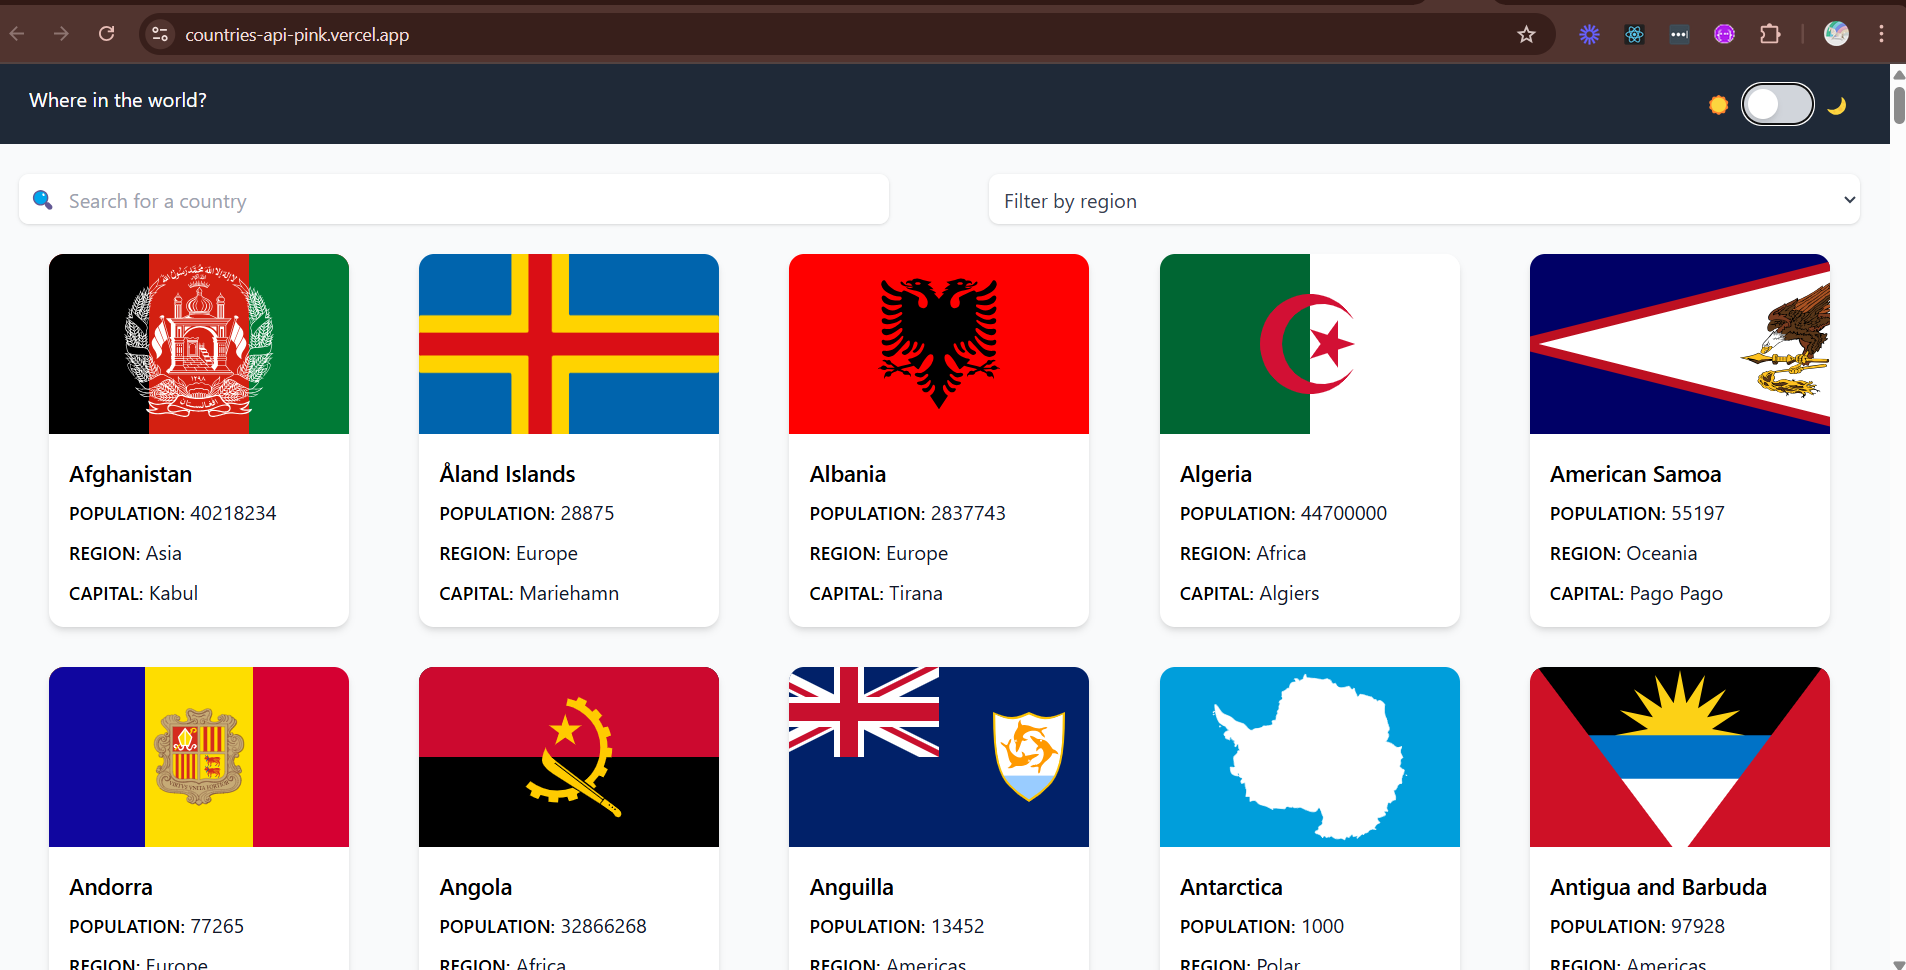 countries-api-pink.vercel.app
Where in the world?
Search for a country
Filter by region
Afghanistan
POPULATION: 40218234
REGION: Asia
CAPITAL: Kabul
Åland Islands
POPULATION: 28875
REGION: Europe
CAPITAL: Mariehamn
Albania
POPULATION: 2837743
REGION: Europe
CAPITAL: Tirana
Algeria
POPULATION: 44700000
REGION: Africa
CAPITAL: Algiers
American Samoa
POPULATION: 55197
REGION: Oceania
CAPITAL: Pago Pago
Andorra
POPULATION: 77265
REGION: Europe
Angola
POPULATION: 32866268
REGION: Africa
Anguilla
POPULATION: 13452
REGION: Americas
Antarctica
POPULATION: 1000
REGION: Polar
Antigua and Barbuda
POPULATION: 97928
REGION: Americas